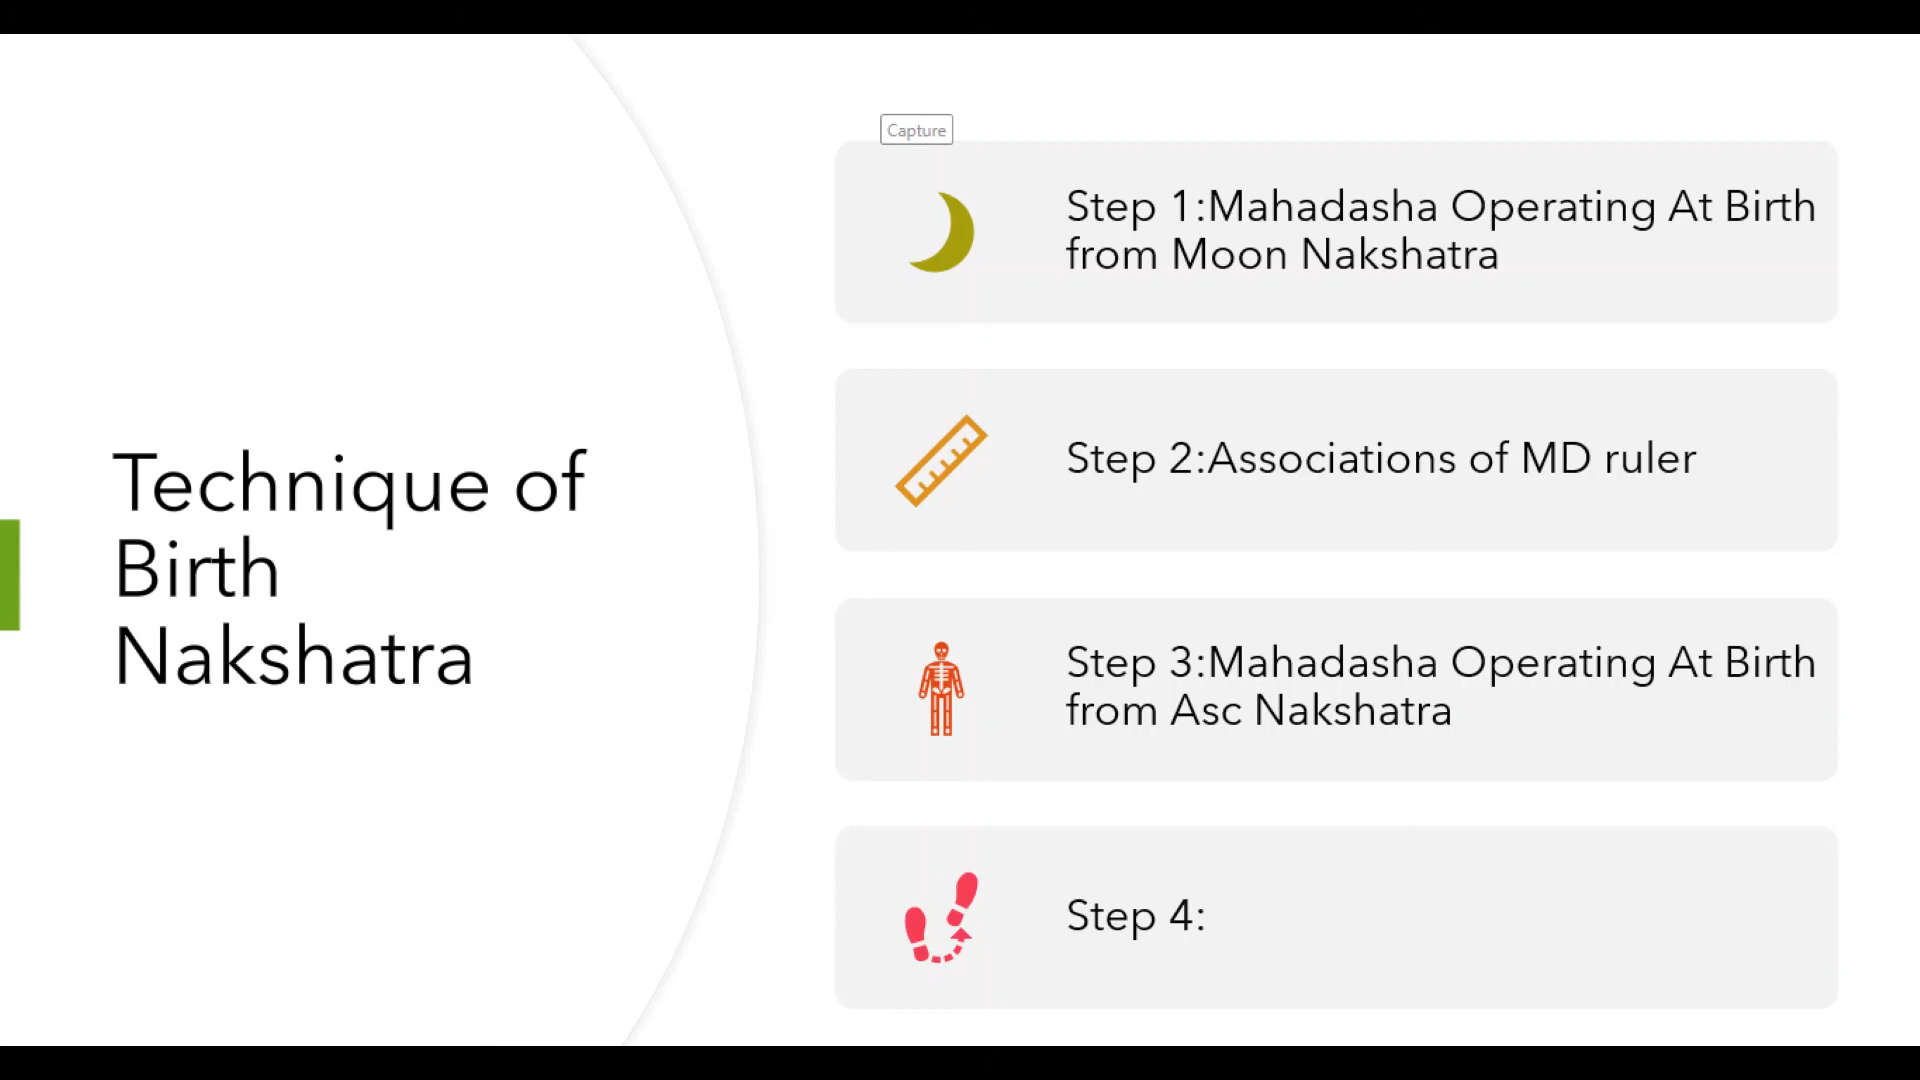 Technique of
Birth
Nakshatra
Capture
Step 1:Mahadasha Operating At Birth
from Moon Nakshatra
Step 2:Associations of MD ruler
Step 3:Mahadasha Operating At Birth
from Asc Nakshatra
Step 4: